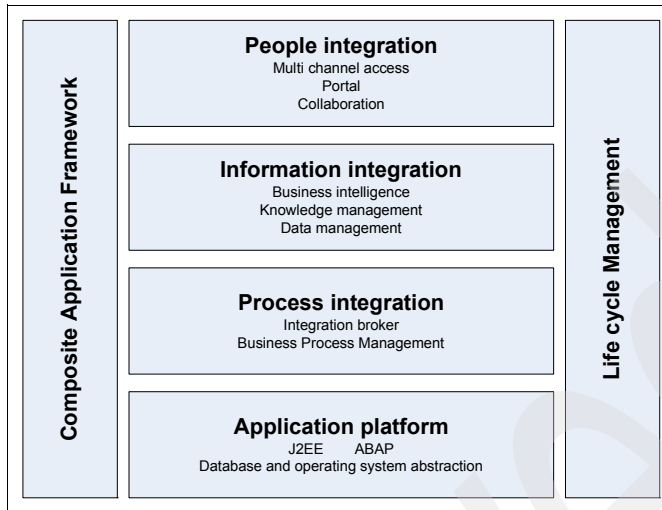 Composite Application Framework
People integration
Multi channel access
Portal
Collaboration
Information integration
Business intelligence
Knowledge management
Data management
Process integration
Integration broker
Business Process Management
Application platform
J2EE ABAP
Database and operating system abstraction
Life cycle Management